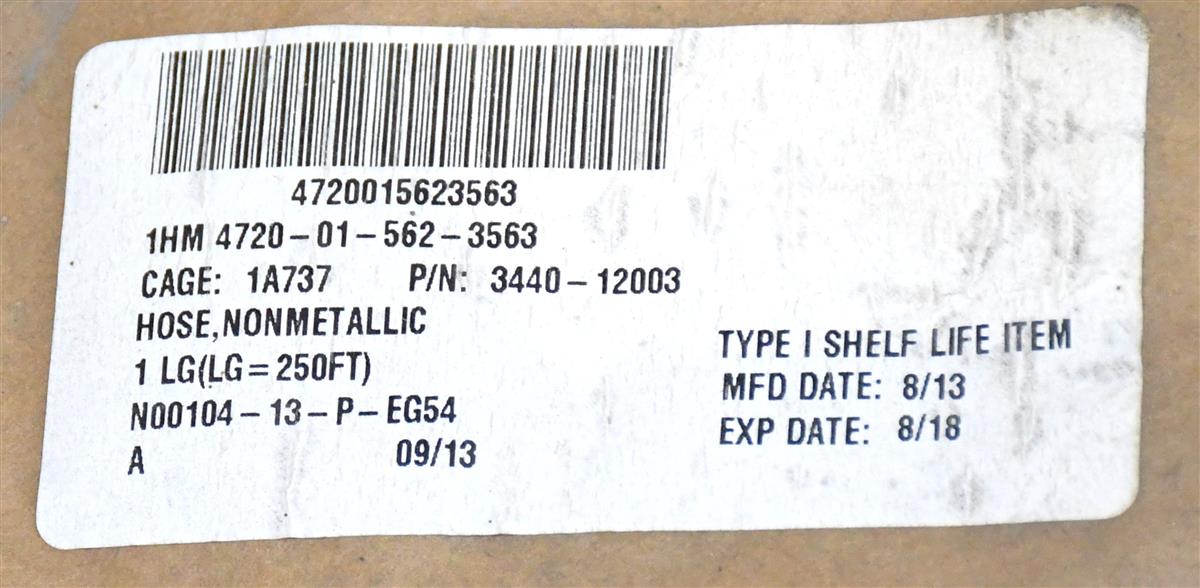 4720015623563
1HM 4720-01-562-3563
CAGE: 1A737 P/N: 3440-12003
HOSE,NONMETALLIC
1 LG(LG=250FT)
N00104-13-P-EG54
A 09/13
TYPE I SHELF LIFE ITEM
MFD DATE: 8/13
EXP DATE: 8/18